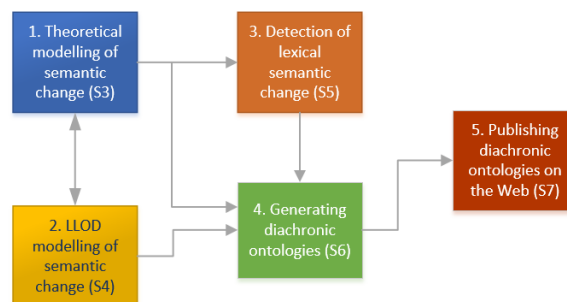 1. Theoretical
modelling of
semantic
change (S3)
3. Detection of
lexical
semantic
change (S5)
5. Publishing
diachronic
ontologies on
the Web (S7)
2. LLOD
modelling of
semantic
change (S4)
4. Generating
diachronic
ontologies (S6)